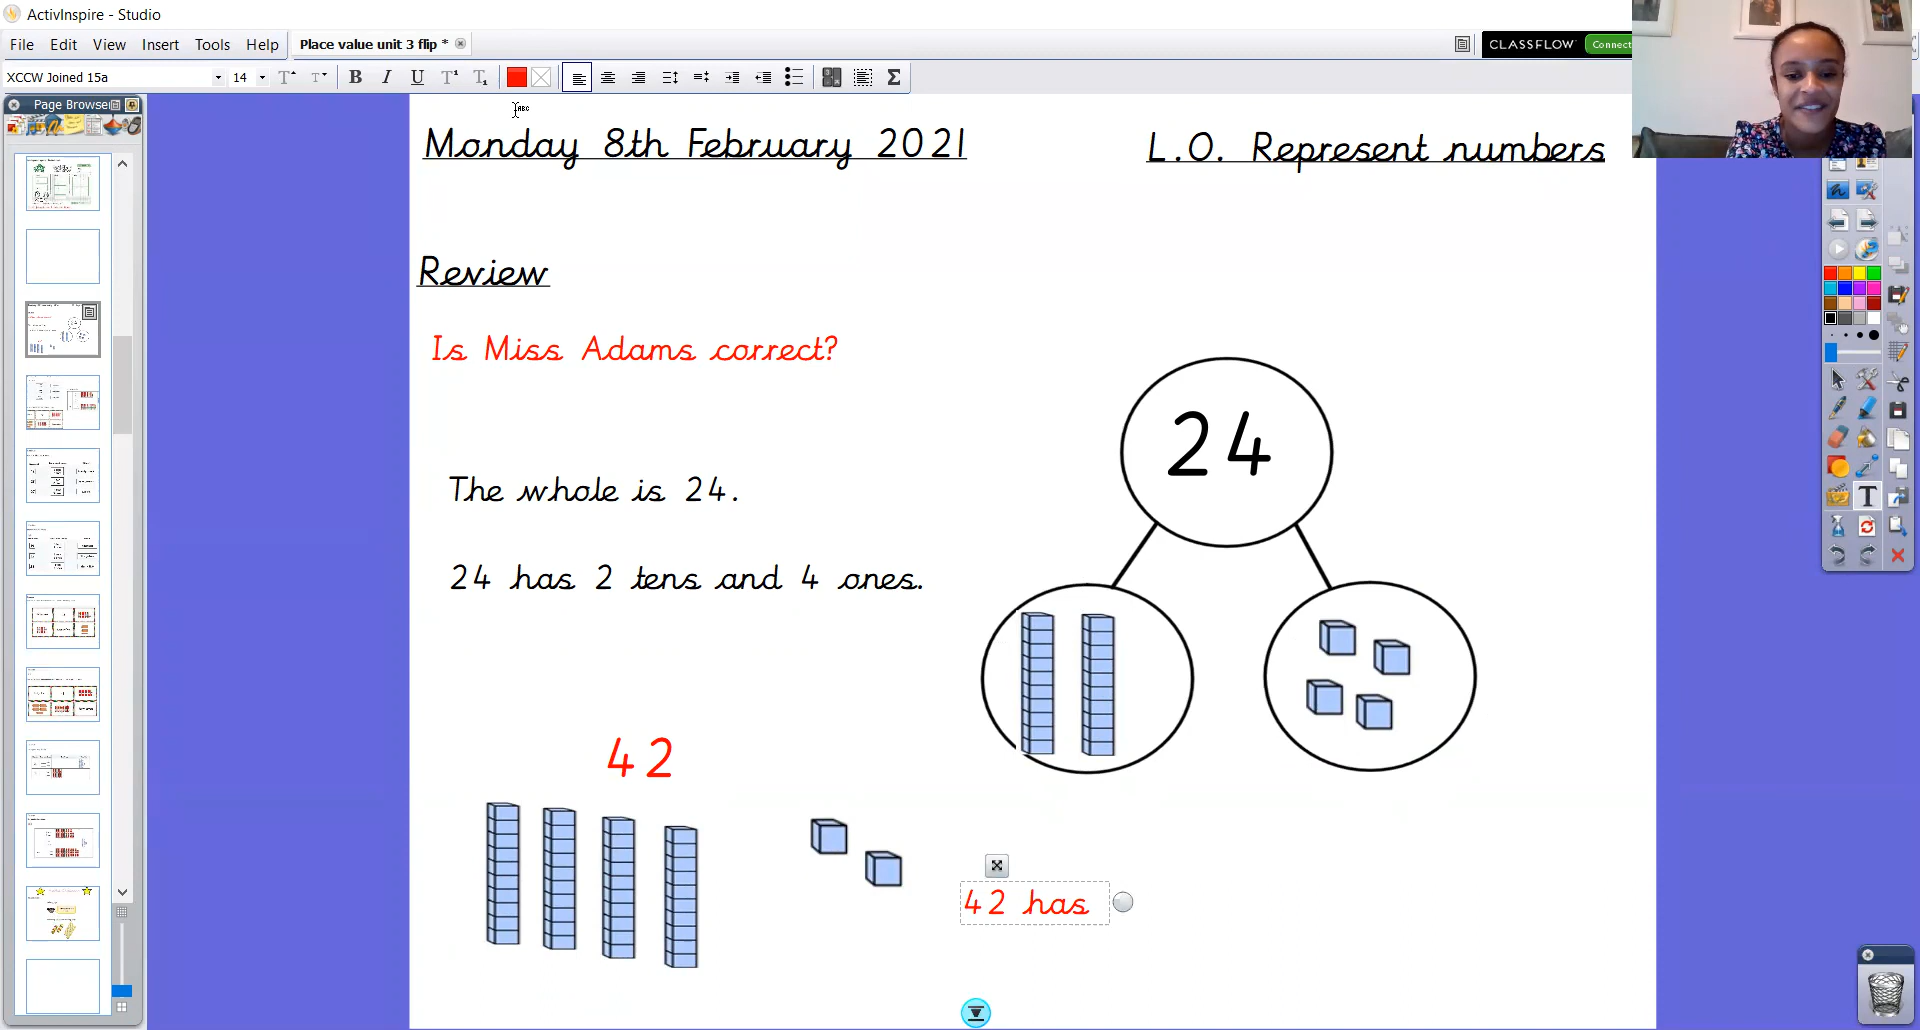 ActivInspire - Studio
File Edit View Insert Tools Help Place value unit 3 flip *
CLASSFLOW Connect
XCCW Joined 15a 14 B I U
Page Browser
Monday 8th February 2021 L.O. Represent numbers
Review
Is Miss Adams correct?
24
The whole is 24.
24 has 2 tens and 4 ones.
42
42 has